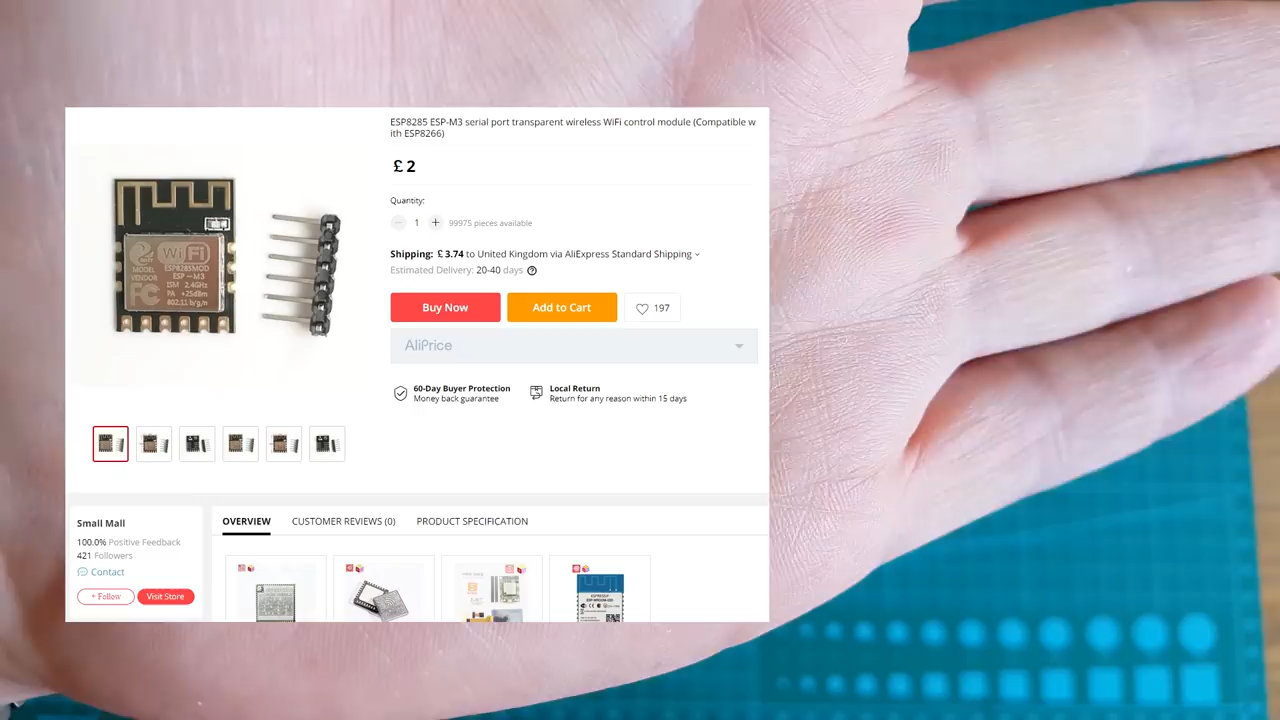 ESP8285 ESP-M3 serial port transparent wireless WiFi control module (Compatible w
ith ESP8266)
£ 2
Quantity:
1
99975 pieces available
Shipping: £ 3.74 to United Kingdom via AliExpress Standard Shipping
Estimated Delivery: 20-40 days
Buy Now
Add to Cart
197
AliPrice
60-Day Buyer Protection
Money back guarantee
Local Return
Return for any reason within 15 days
WiFi
MODEL
VENDOR
ESP8285MOD
ESP-M3
ISM 2.4GHz
PA +25dBm
802.11 b/g/n
FC
Small Mall
100.0% Positive Feedback
421 Followers
Contact
+ Follow
Visit Store
OVERVIEW
CUSTOMER REVIEWS (0)
PRODUCT SPECIFICATION